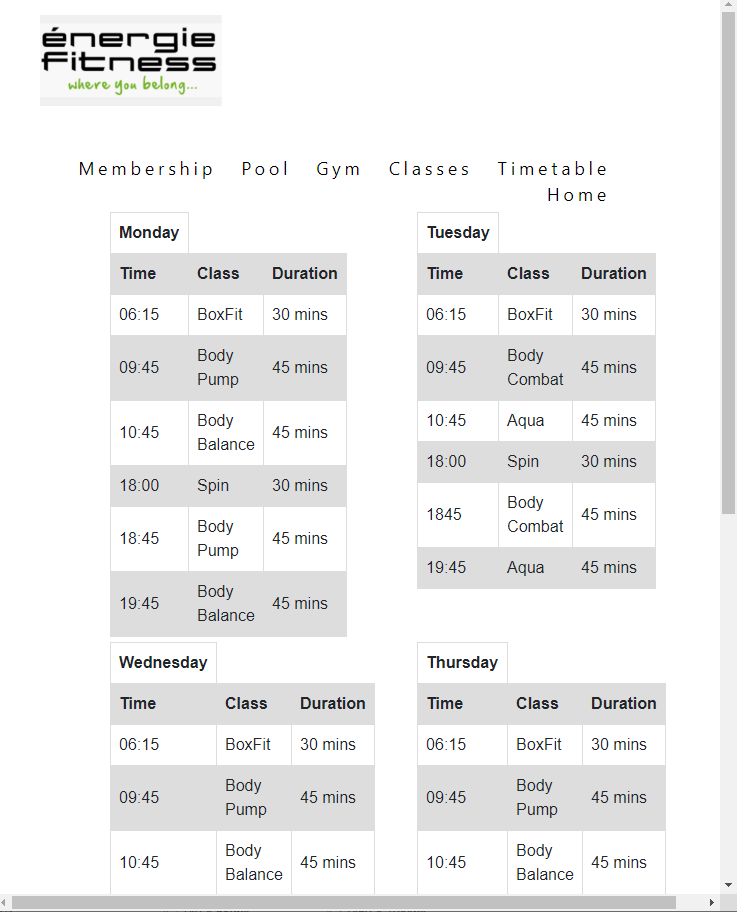 énergie
fitness
where you belong...
Membership Pool Gym Classes Timetable
Home
Monday
Time Class Duration
06:15 BoxFit 30 mins
09:45 Body Pump 45 mins
10:45 Body Balance 45 mins
18:00 Spin 30 mins
18:45 Body Pump 45 mins
19:45 Body Balance 45 mins
Tuesday
Time Class Duration
06:15 BoxFit 30 mins
09:45 Body Combat 45 mins
10:45 Aqua 45 mins
18:00 Spin 30 mins
1845 Body Combat 45 mins
19:45 Aqua 45 mins
Wednesday
Time Class Duration
06:15 BoxFit 30 mins
09:45 Body Pump 45 mins
10:45 Body Balance 45 mins
Thursday
Time Class Duration
06:15 BoxFit 30 mins
09:45 Body Pump 45 mins
10:45 Body Balance 45 mins